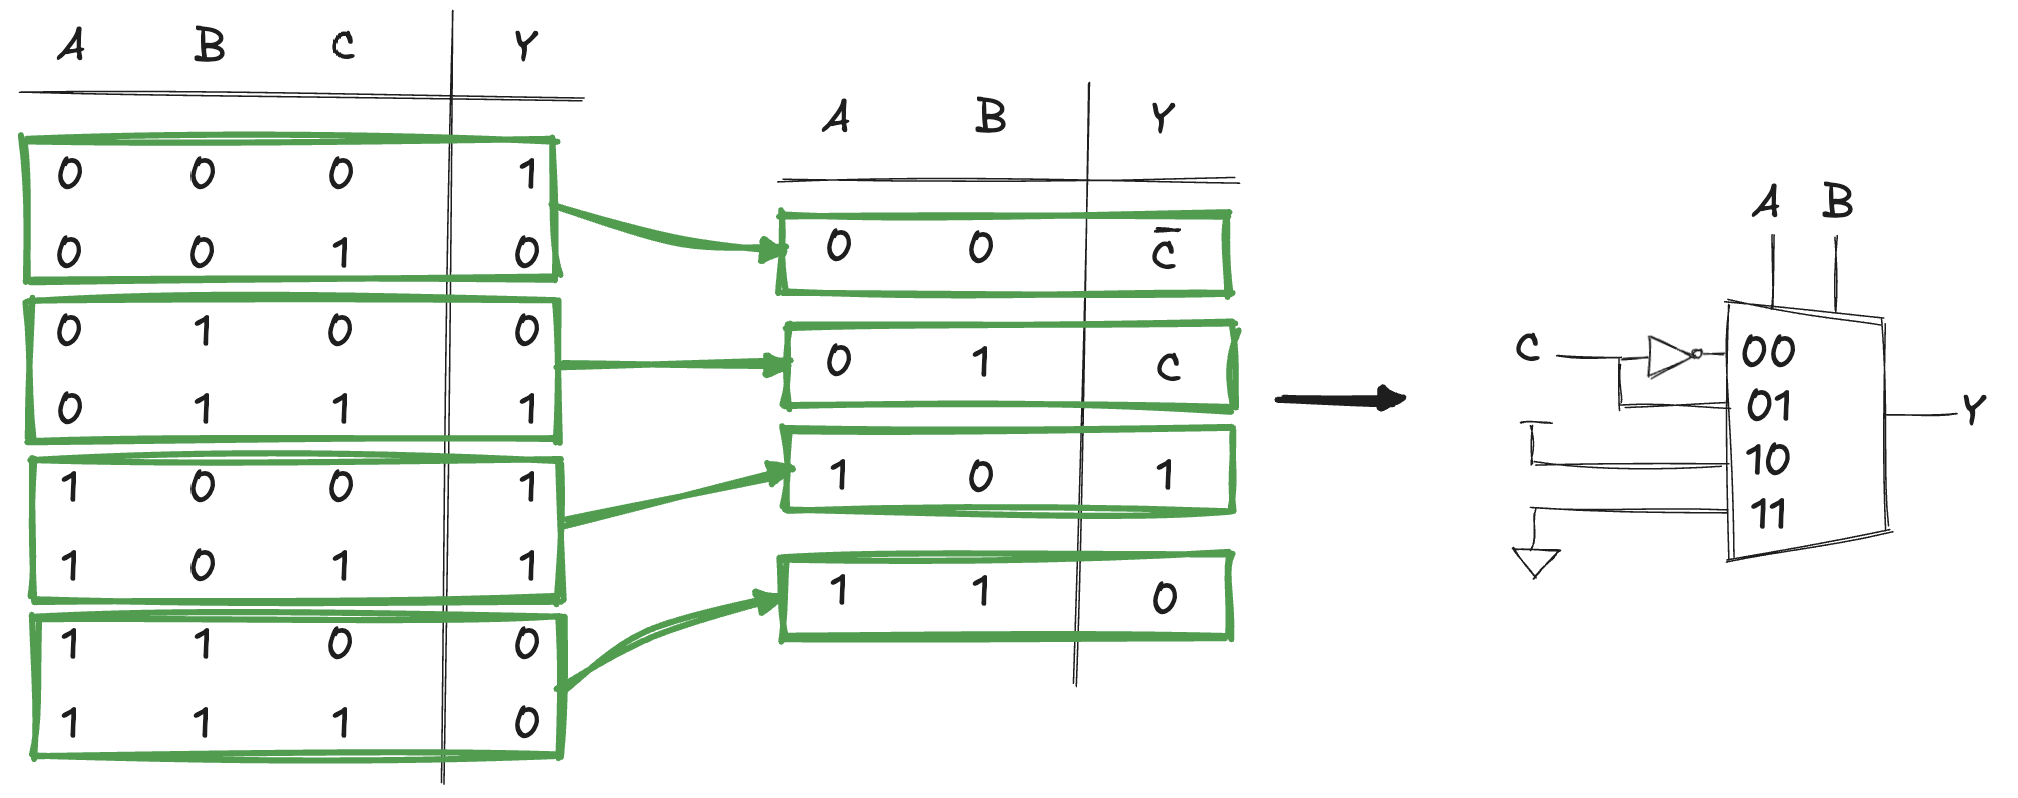 A B C Y
0 0 0 1
0 0 1 0
0 1 0 0
0 1 1 1
1 0 0 1
1 0 1 1
1 1 0 0
1 1 1 0
A B Y
0 0 C̅
0 1 C
1 0 1
1 1 0
A B
C
00
01
10
11
Y